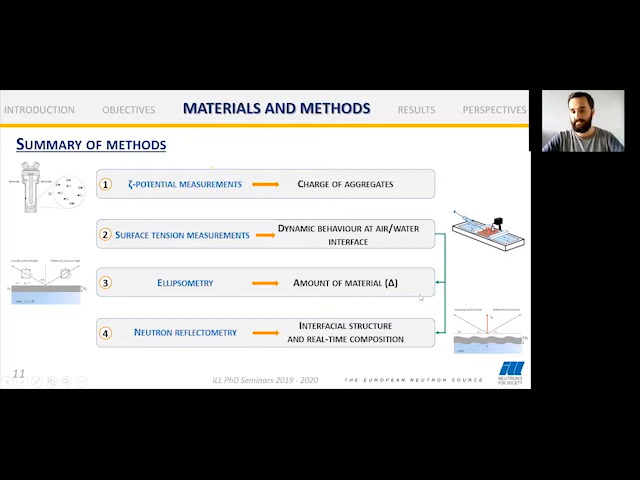 INTRODUCTION OBJECTIVES MATERIALS AND METHODS RESULTS PERSPECTIVES
SUMMARY OF METHODS
1 ζ-POTENTIAL MEASUREMENTS CHARGE OF AGGREGATES
2 SURFACE TENSION MEASUREMENTS DYNAMIC BEHAVIOUR AT AIR/WATER
INTERFACE
3 ELLIPSOMETRY AMOUNT OF MATERIAL (Δ)
4 NEUTRON REFLECTOMETRY INTERFACIAL STRUCTURE
AND REAL-TIME COMPOSITION
11 ILL PhD Seminars 2019 - 2020 THE EUROPEAN NEUTRON SOURCE
NEUTRONS
FOR SOCIETY